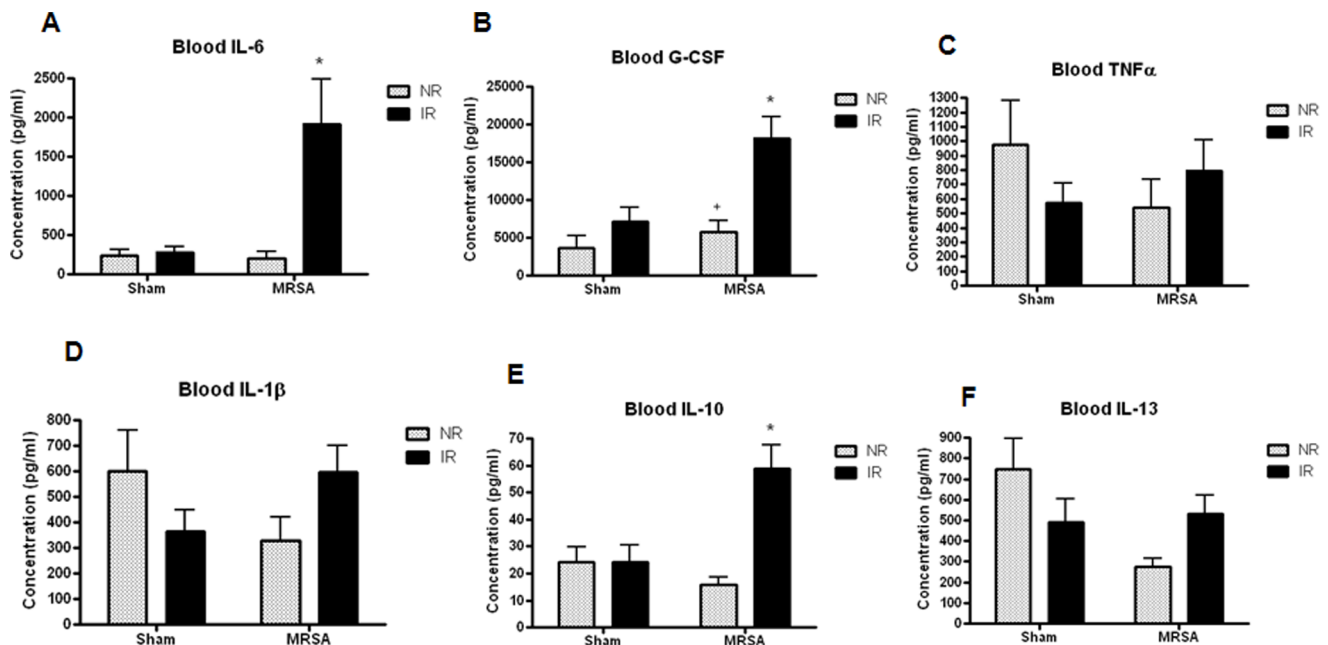 A
Blood IL-6
Concentration (pg/ml)
2500
2000
1500
1000
500
0
*
Sham
MRSA
NR
IR
B
Blood G-CSF
Concentration (pg/ml)
25000
20000
15000
10000
5000
0
+
*
Sham
MRSA
NR
IR
C
Blood TNFα
Concentration (pg/ml)
1300
1200
1100
1000
900
800
700
600
500
400
300
200
100
0
Sham
MRSA
NR
IR
D
Blood IL-1β
Concentration (pg/ml)
800
700
600
500
400
300
200
100
0
Sham
MRSA
NR
IR
E
Blood IL-10
Concentration (pg/ml)
70
60
50
40
30
20
10
0
*
Sham
MRSA
NR
IR
F
Blood IL-13
Concentration (pg/ml)
900
800
700
600
500
400
300
200
100
0
Sham
MRSA
NR
IR